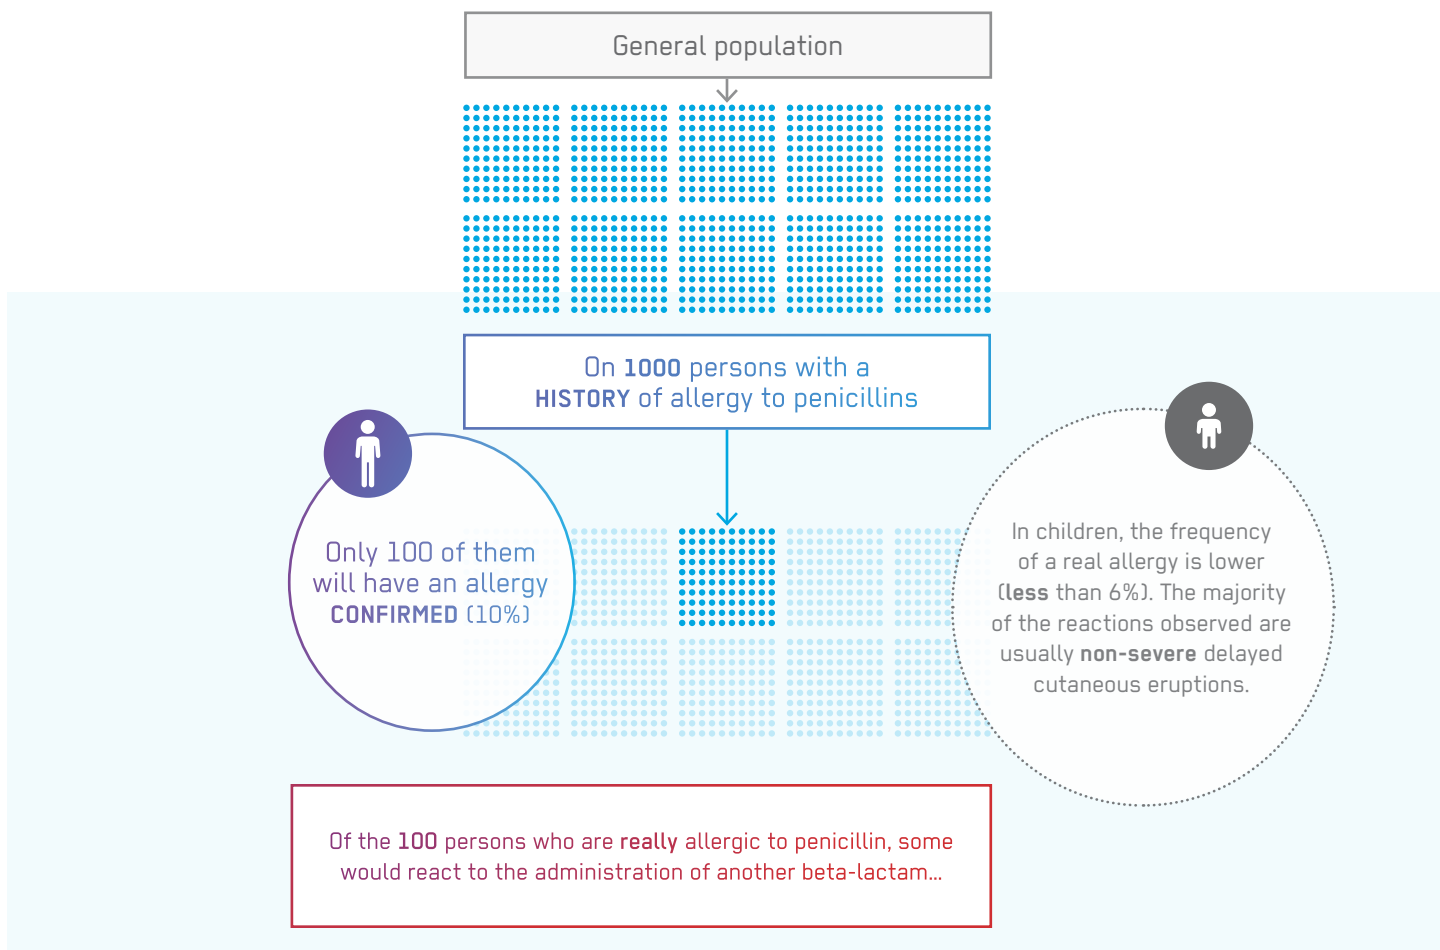 General population
On 1000 persons with a
HISTORY of allergy to penicillins
Only 100 of them
will have an allergy
CONFIRMED (10%)
In children, the frequency
of a real allergy is lower
(less than 6%). The majority
of the reactions observed are
usually non-severe delayed
cutaneous eruptions.
Of the 100 persons who are really allergic to penicillin, some
would react to the administration of another beta-lactam...